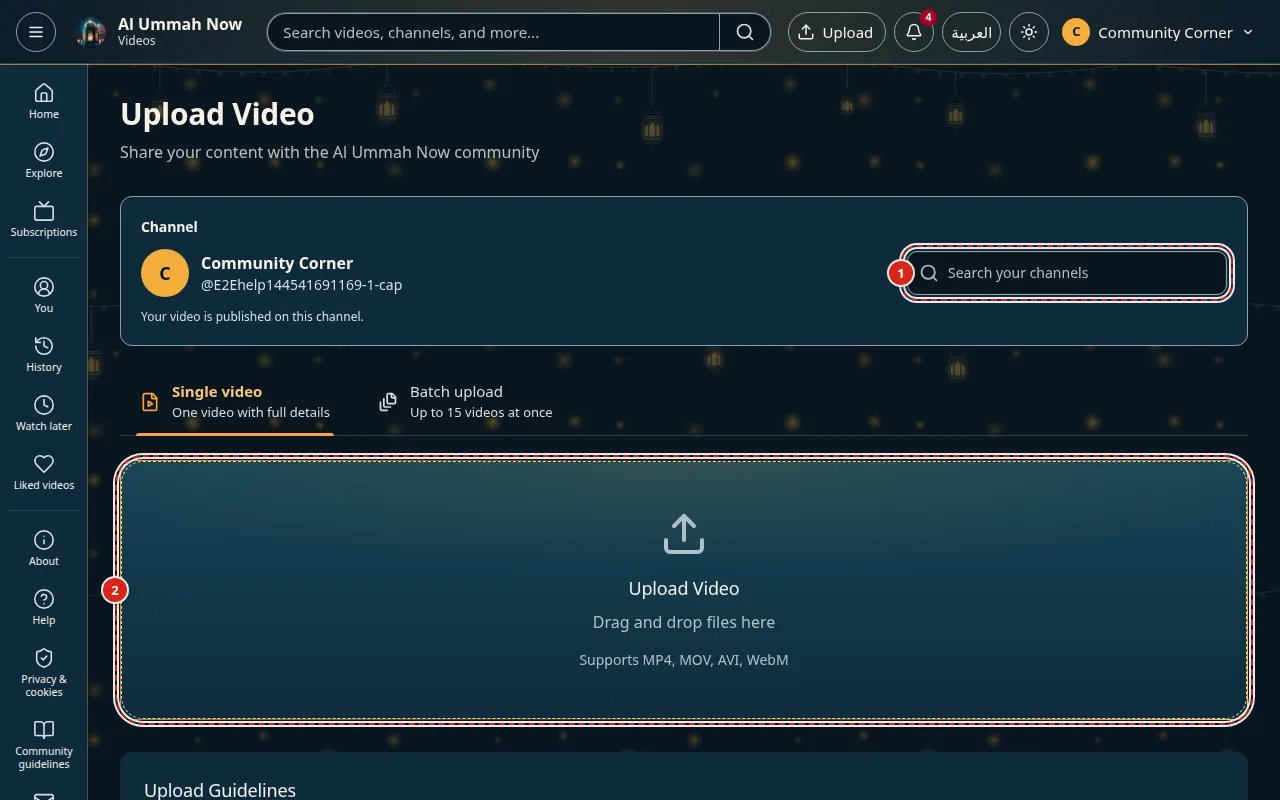 Al Ummah Now
Videos
Search videos, channels, and more...
Upload
4
العربية
C
Community Corner
Home
Explore
Subscriptions
You
History
Watch later
Liked videos
About
Help
Privacy &
cookies
Community
guidelines
Upload Video
Share your content with the Al Ummah Now community
Channel
C
Community Corner
@E2Ehelp144541691169-1-cap
Your video is published on this channel.
1
Search your channels
Single video
One video with full details
Batch upload
Up to 15 videos at once
2
Upload Video
Drag and drop files here
Supports MP4, MOV, AVI, WebM
Upload Guidelines